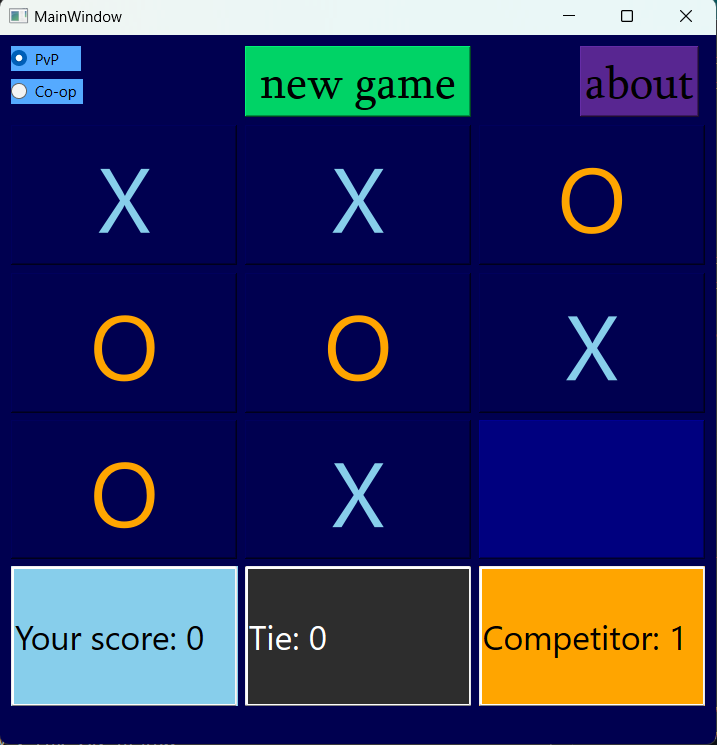 MainWindow
PvP
new game
about
Co-op
X X O
O O X
O X
Your score: 0
Tie: 0
Competitor: 1